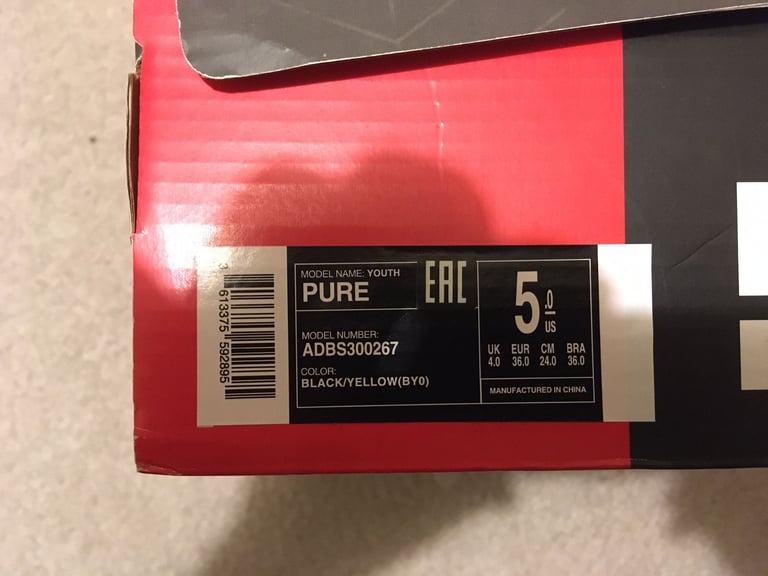 3 613375 592895
MODEL NAME: YOUTH
PURE
EAC
MODEL NUMBER:
ADBS300267
COLOR:
BLACK/YELLOW(BY0)
5.0
US
UK EUR CM BRA
4.0 36.0 24.0 36.0
MANUFACTURED IN CHINA